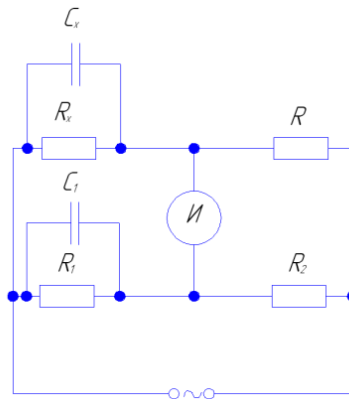 Cₓ
Rₓ
R
C₁
И
R₁
R₂
~